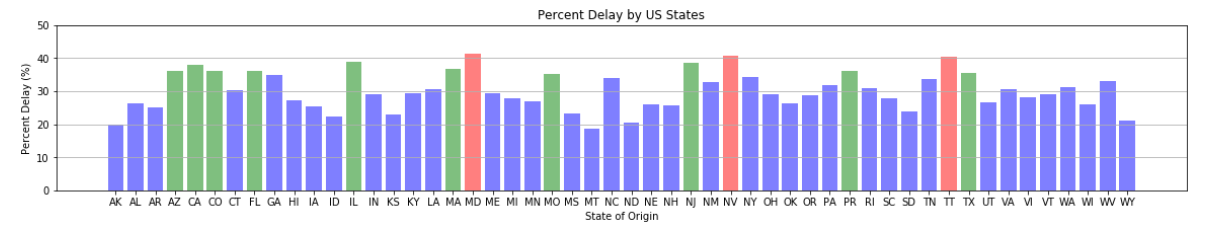 Percent Delay by US States
50
40
30
20
10
0
Percent Delay (%)
AK AL AR AZ CA CO CT FL GA HI IA ID IL IN KS KY LA MA MD ME MI MN MO MS MT NC ND NE NH NJ NM NV NY OH OK OR PA PR RI SC SD TN TT TX UT VA VI VT WA WI WV WY
State of Origin